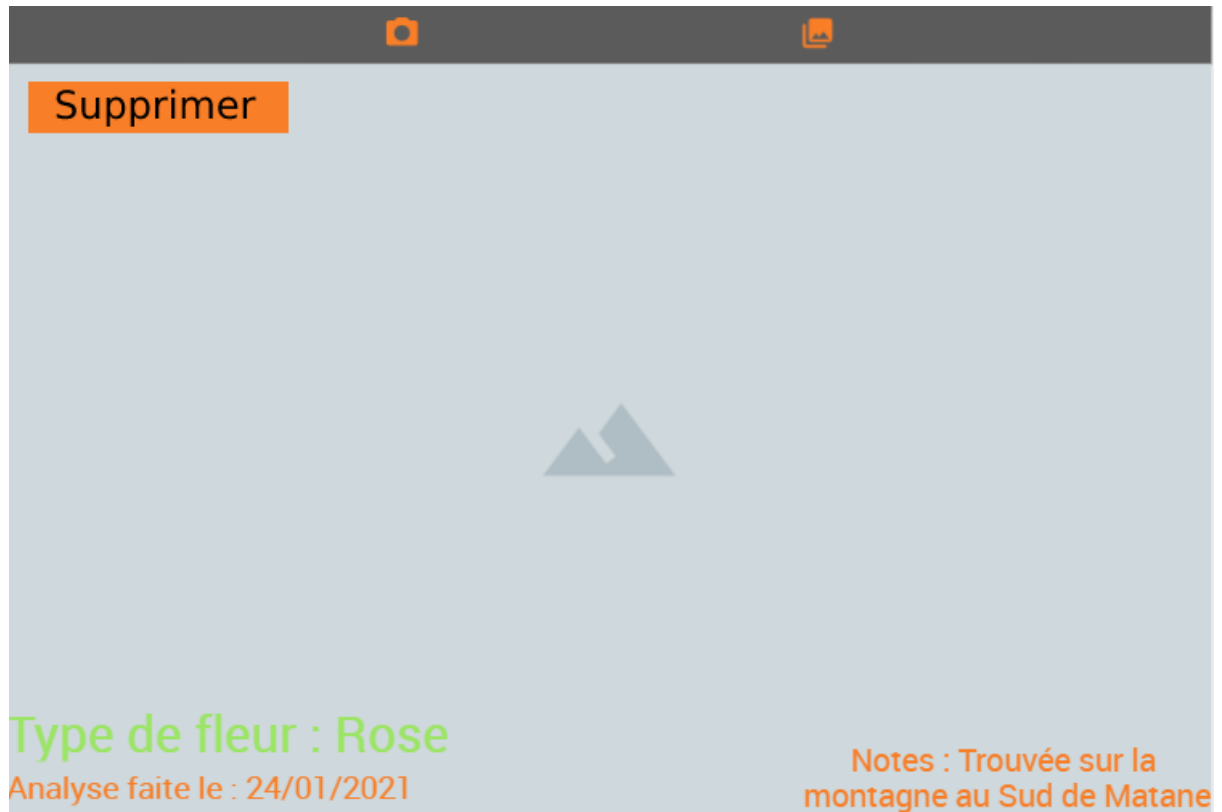 Supprimer
Type de fleur : Rose
Analyse faite le : 24/01/2021
Notes : Trouvée sur la
montagne au Sud de Matane